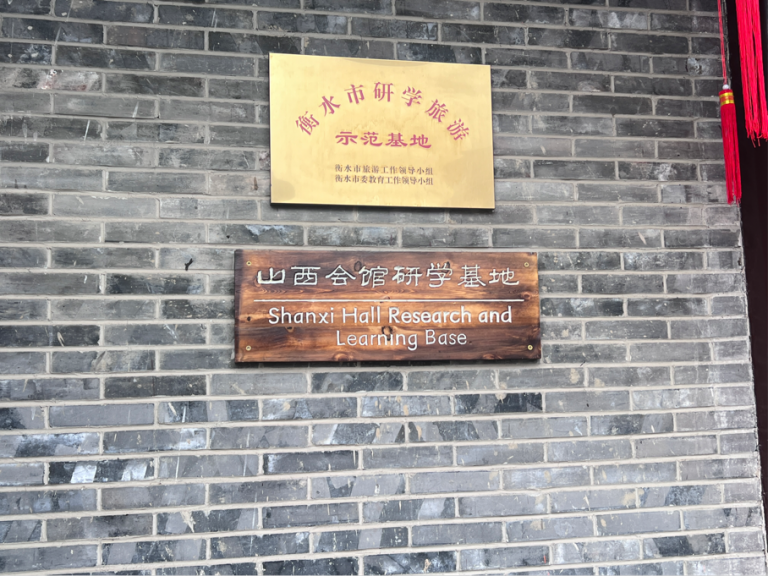 衡水市研学旅游
示范基地
衡水市旅游工作领导小组
衡水市委教育工作领导小组
山西会馆研学基地
Shanxi Hall Research and
Learning Base